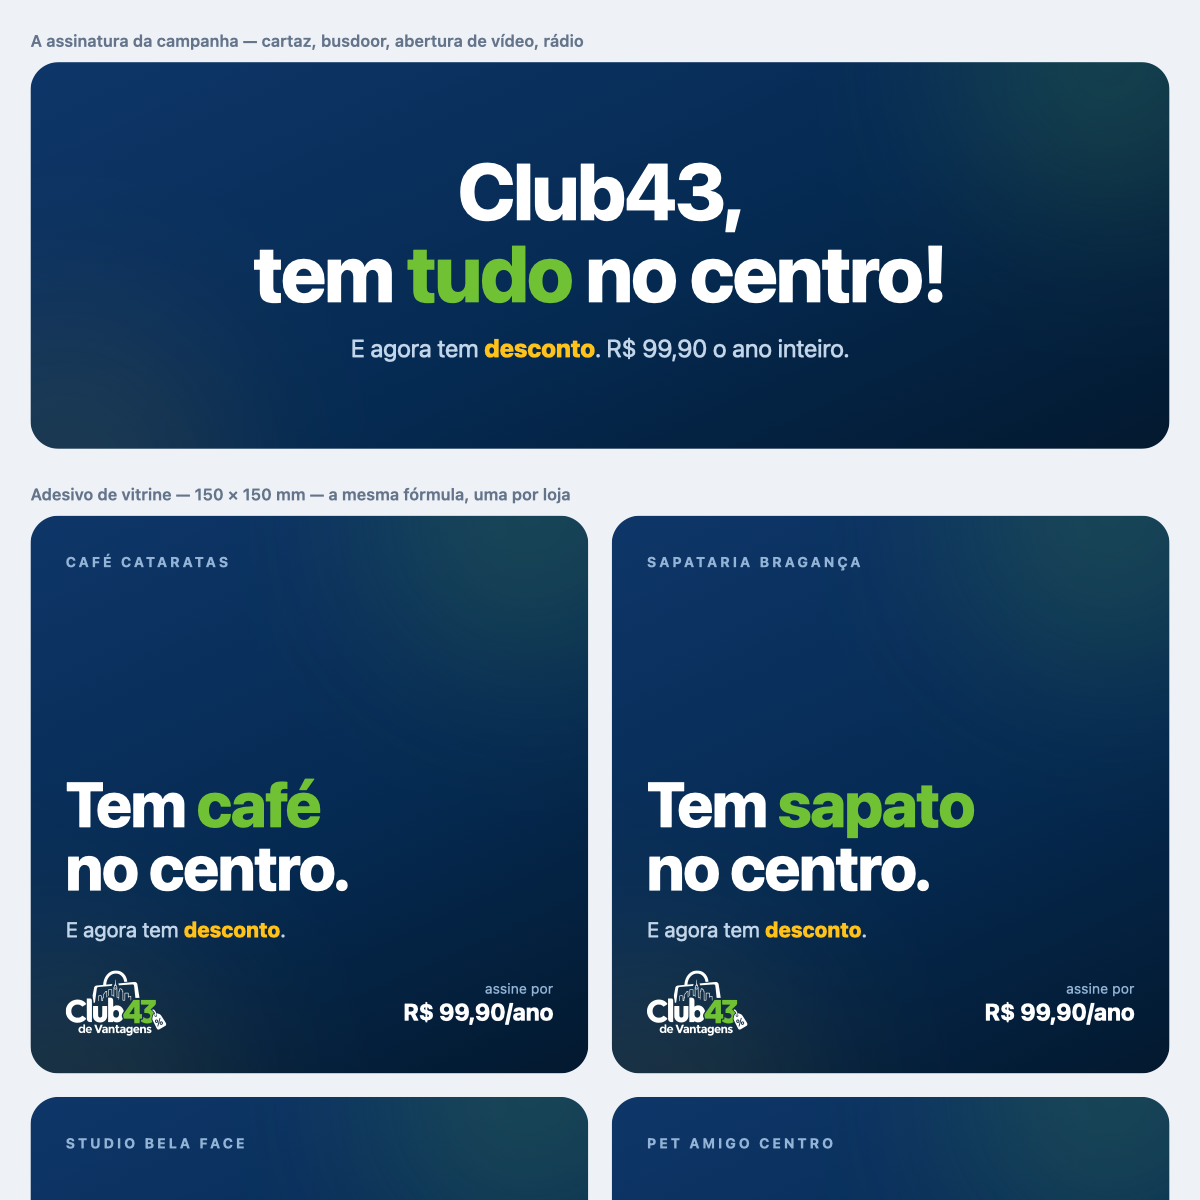 A assinatura da campanha — cartaz, busdoor, abertura de vídeo, rádio
Club43,
tem tudo no centro!
E agora tem desconto. R$ 99,90 o ano inteiro.
Adesivo de vitrine — 150 × 150 mm — a mesma fórmula, uma por loja
CAFÉ CATARATAS
Tem café
no centro.
E agora tem desconto.
Club43
de Vantagens
%
assine por
R$ 99,90/ano
SAPATARIA BRAGANÇA
Tem sapato
no centro.
E agora tem desconto.
Club43
de Vantagens
%
assine por
R$ 99,90/ano
STUDIO BELA FACE
PET AMIGO CENTRO